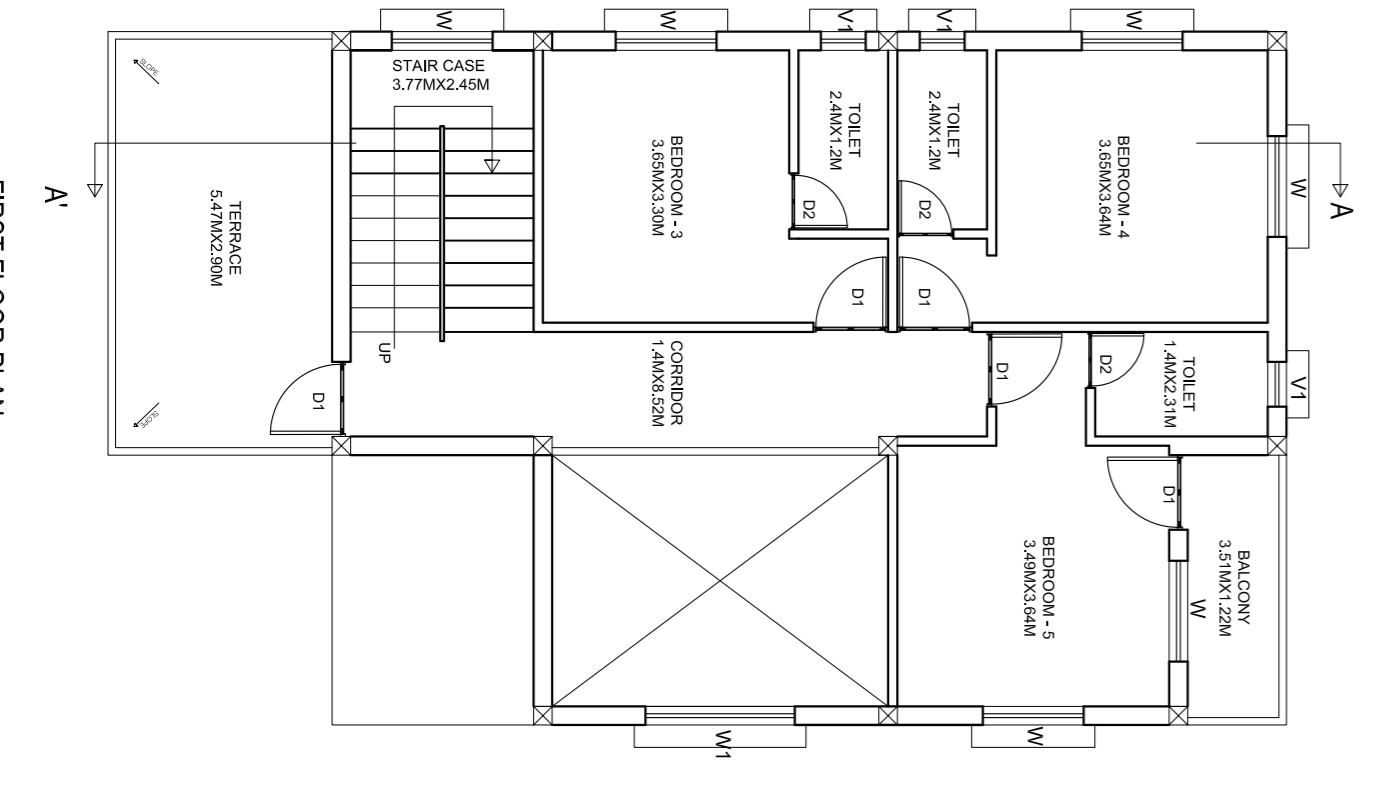 W
W
V1
V1
W
STAIR CASE
3.77MX2.45M
SLOPE
TOILET
2.4MX1.2M
TOILET
2.4MX1.2M
BEDROOM - 3
3.65MX3.30M
BEDROOM - 4
3.65MX3.64M
W
A
A'
D2
D2
TERRACE
5.47MX2.90M
D1
D1
UP
CORRIDOR
1.4MX8.52M
D1
D2
TOILET
1.4MX2.31M
V1
D1
SLOPE
D1
BEDROOM - 5
3.49MX3.64M
W
BALCONY
3.51MX1.22M
W1
W
FIRST FLOOR PLAN